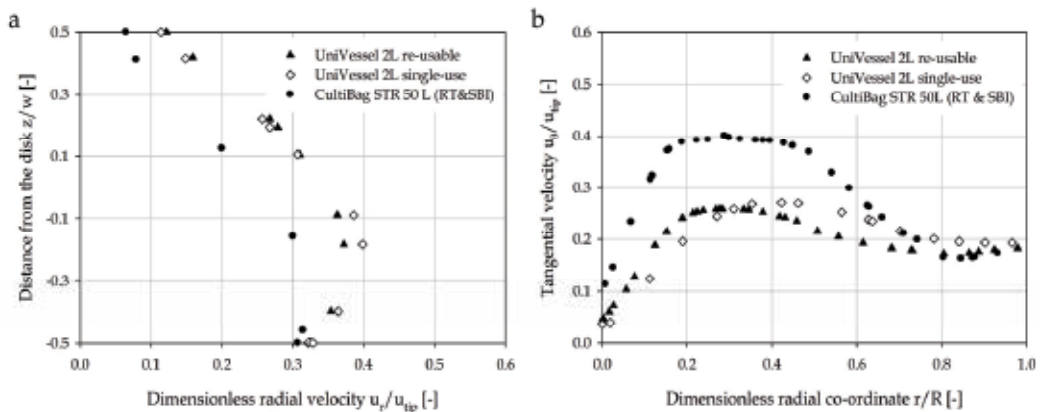 a
Distance from the disk z/w [-]
0.5
0.3
0.1
-0.1
-0.3
-0.5
▲ UniVessel 2L re-usable
◇ UniVessel 2L single-use
● CultiBag STR 50 L (RT&SBI)
0.0 0.1 0.2 0.3 0.4 0.5 0.6
Dimensionless radial velocity u_r/u_tip [-]
b
Tangential velocity u_θ/u_tip [-]
0.6
0.5
0.4
0.3
0.2
0.1
0.0
▲ UniVessel 2L re-usable
◇ UniVessel 2L single-use
● CultiBag STR 50L (RT & SBI)
0.0 0.2 0.4 0.6 0.8 1.0
Dimensionless radial co-ordinate r/R [-]